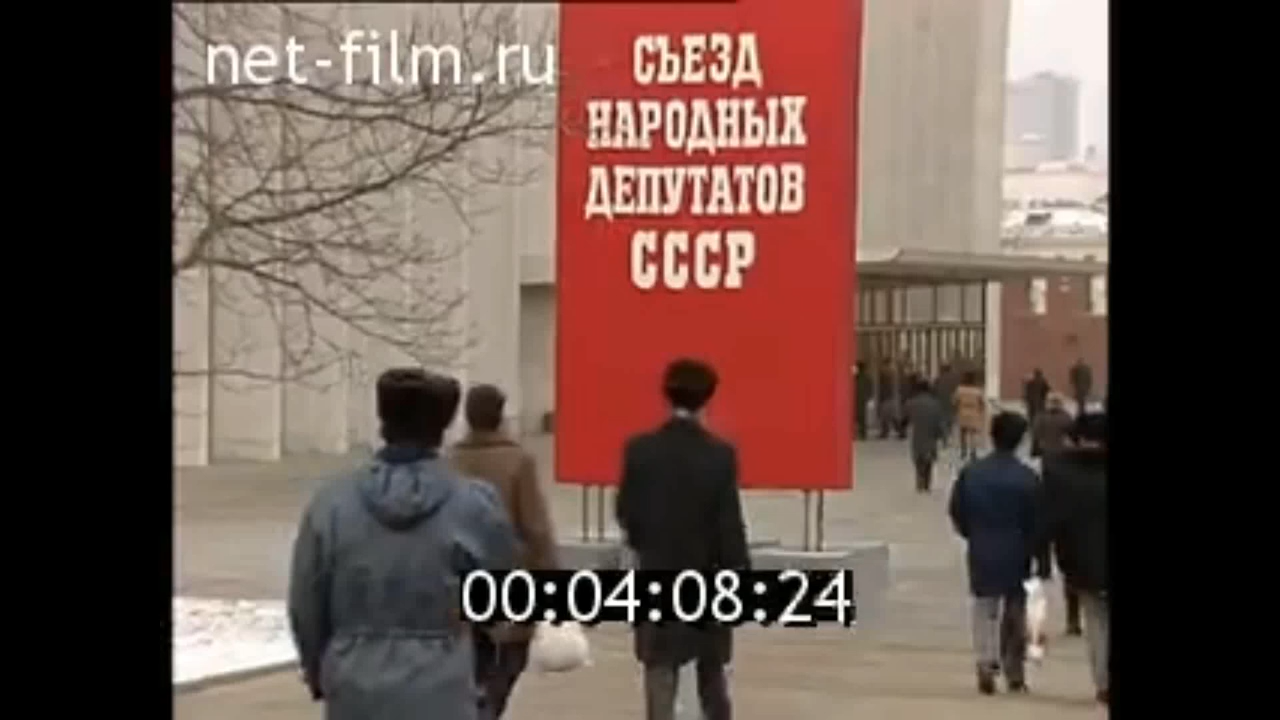 net-film.ru
СЪЕЗД
НАРОДНЫХ
ДЕПУТАТОВ
СССР
00:04:08:24